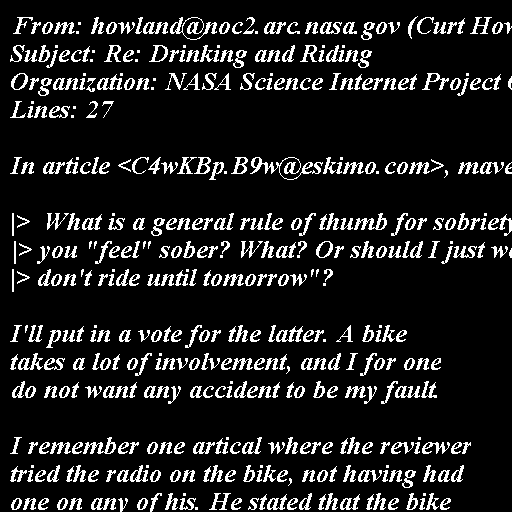 From: howland@noc2.arc.nasa.gov (Curt
Subject: Re: Drinking and Riding
Organization: NASA Science Internet Project
Lines: 27
In article <C4wKBp.B9w@eskimo.com>,
|> What is a general rule of thumb for sobriety
|> you "feel" sober? What? Or should I just
|> don't ride until tomorrow"?
I'll put in a vote for the latter. A bike
takes a lot of involvement, and I for one
do not want any accident to be my fault.
I remember one artical where the reviewer
tried the radio on the bike, not having had
one on any of his. He stated that the bike